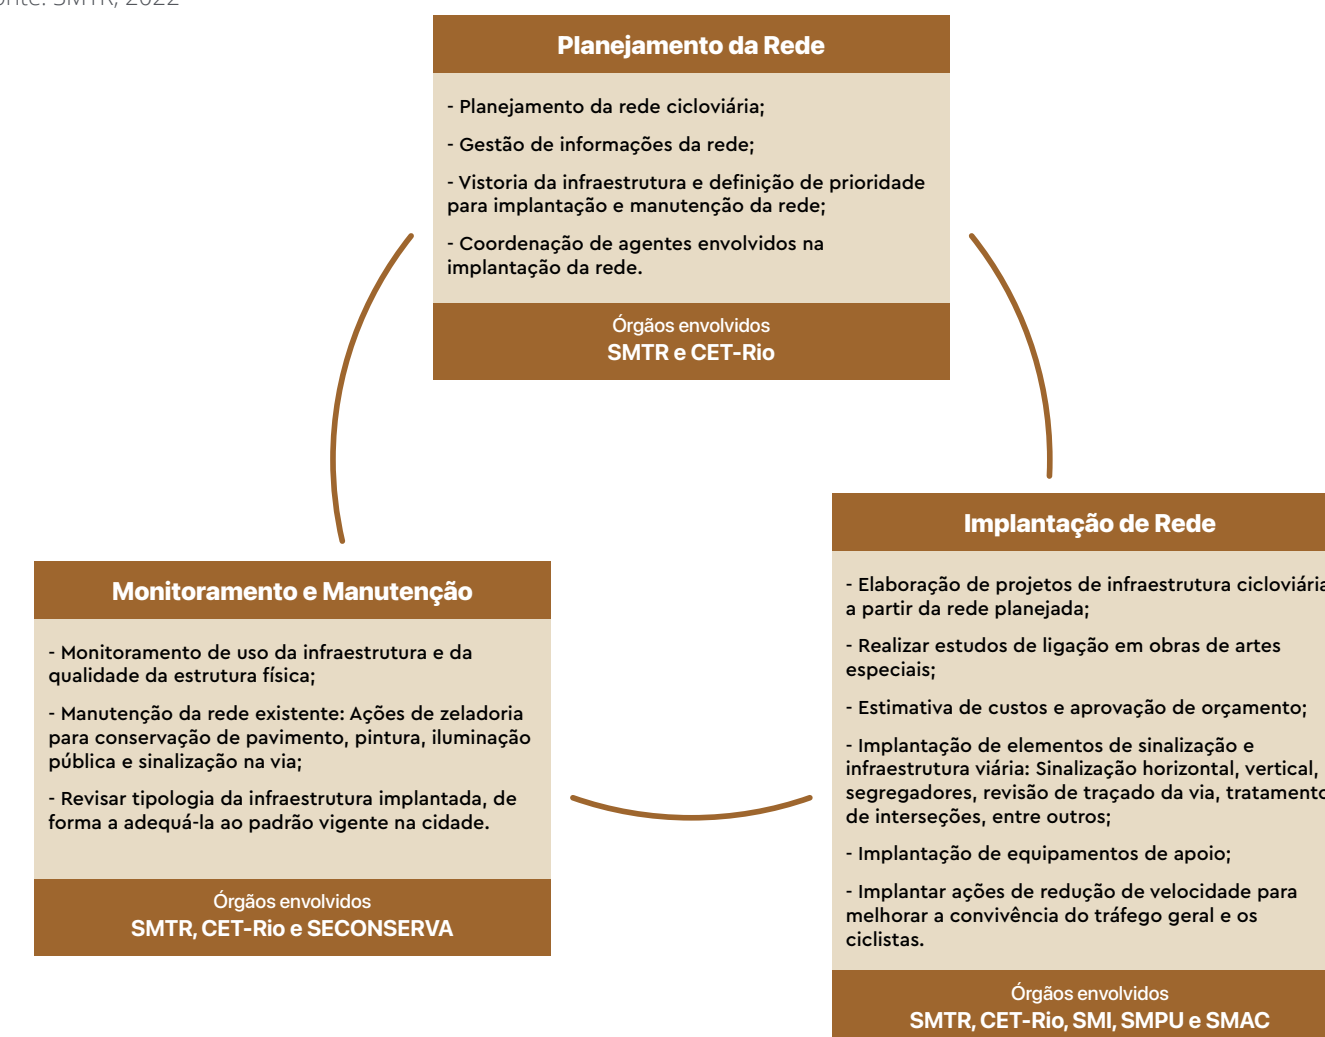 onte: SMTR, 2022
Planejamento da Rede
- Planejamento da rede cicloviária;
- Gestão de informações da rede;
- Vistoria da infraestrutura e definição de prioridade
para implantação e manutenção da rede;
- Coordenação de agentes envolvidos na
implantação da rede.
Órgãos envolvidos
SMTR e CET-Rio
Implantação de Rede
- Elaboração de projetos de infraestrutura cicloviária
a partir da rede planejada;
- Realizar estudos de ligação em obras de artes
especiais;
- Estimativa de custos e aprovação de orçamento;
- Implantação de elementos de sinalização e
infraestrutura viária: Sinalização horizontal, vertical,
segregadores, revisão de traçado da via, tratamento
de interseções, entre outros;
- Implantação de equipamentos de apoio;
- Implantar ações de redução de velocidade para
melhorar a convivência do tráfego geral e os
ciclistas.
Órgãos envolvidos
SMTR, CET-Rio, SMI, SMPU e SMAC
Monitoramento e Manutenção
- Monitoramento de uso da infraestrutura e da
qualidade da estrutura física;
- Manutenção da rede existente: Ações de zeladoria
para conservação de pavimento, pintura, iluminação
pública e sinalização na via;
- Revisar tipologia da infraestrutura implantada, de
forma a adequá-la ao padrão vigente na cidade.
Órgãos envolvidos
SMTR, CET-Rio e SECONSERVA